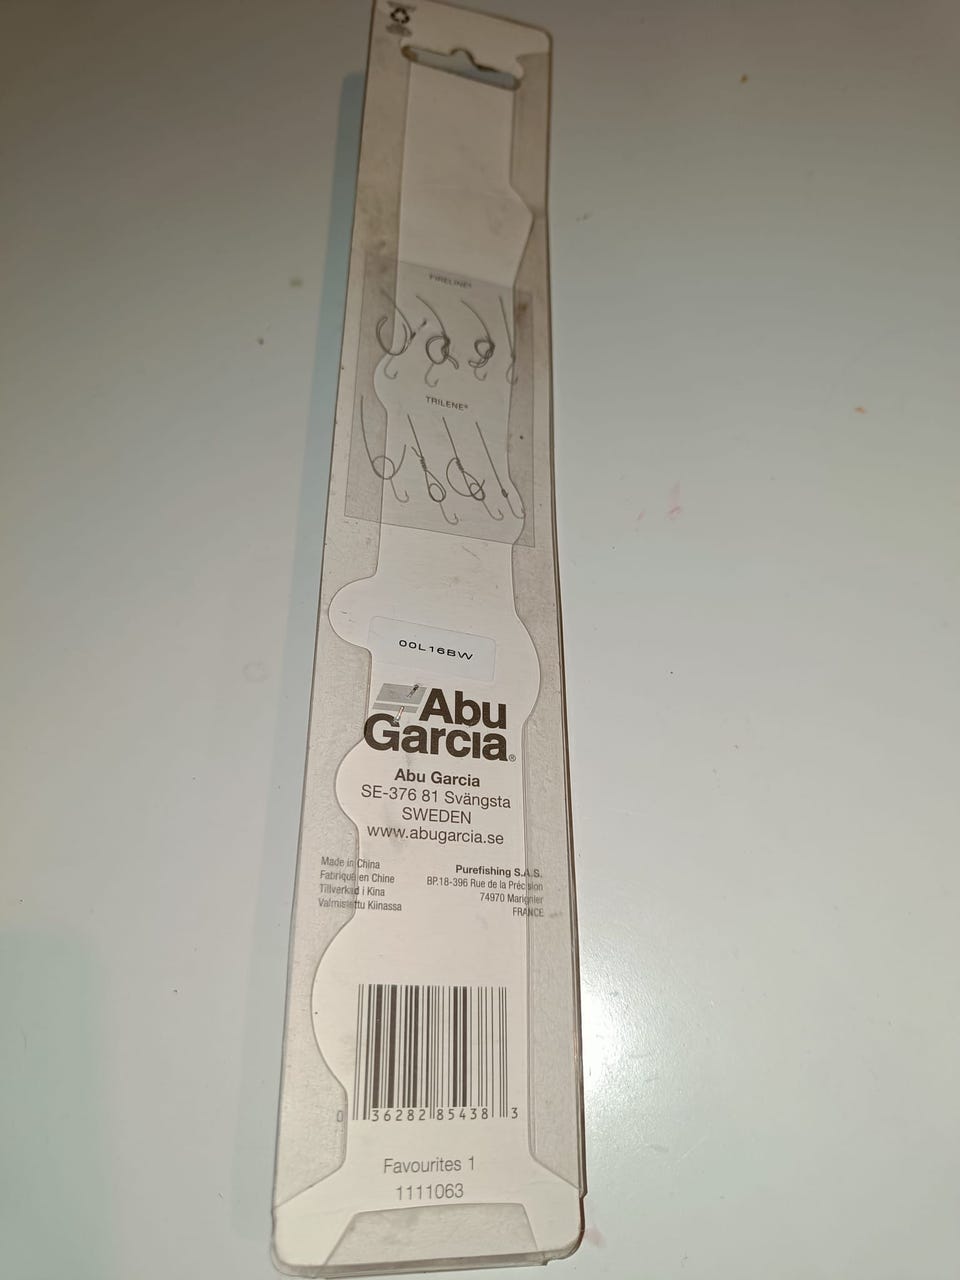 FIRELINE®
TRILENE®
00L16BW
Abu
Garcia®
Abu Garcia
SE-376 81 Svängsta
SWEDEN
www.abugarcia.se
Made in China
Fabriqué en Chine
Tillverkad i Kina
Valmistettu Kiinassa
Purefishing S.A.S.
BP.18-396 Rue de la Précision
74970 Marignier
FRANCE
0 36282 85438 3
Favourites 1
1111063